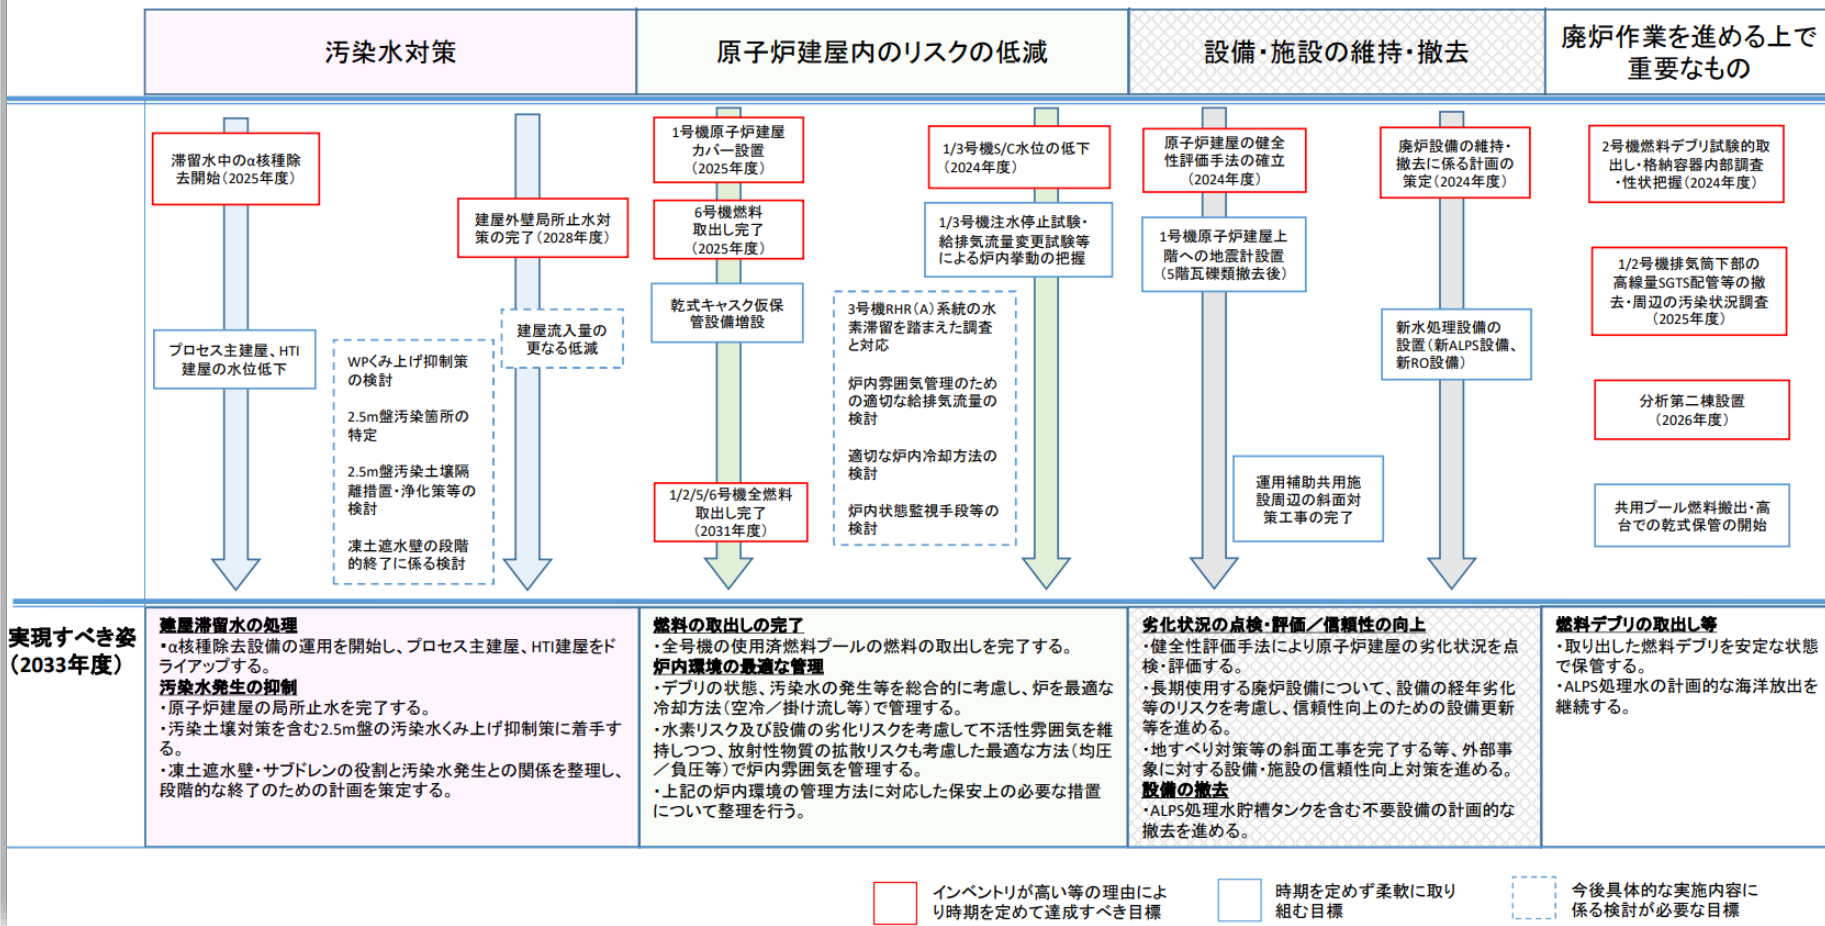 汚染水対策
原子炉建屋内のリスクの低減
設備・施設の維持・撤去
廃炉作業を進める上で
重要なもの
滞留水中のα核種除
去開始(2025年度)
プロセス主建屋、HTI
建屋の水位低下
WPくみ上げ抑制策
の検討
2.5m盤汚染箇所の
特定
2.5m盤汚染土壌隔
離措置・浄化策等の
検討
凍土遮水壁の段階
的終了に係る検討
建屋外壁局所止水対
策の完了(2028年度)
建屋流入量の
更なる低減
1号機原子炉建屋
カバー設置
(2025年度)
6号機燃料
取出し完了
(2025年度)
乾式キャスク仮保
管設備増設
1/2/5/6号機全燃料
取出し完了
(2031年度)
1/3号機S/C水位の低下
(2024年度)
1/3号機注水停止試験・
給排気流量変更試験等
による炉内挙動の把握
3号機RHR(A)系統の水
素滞留を踏まえた調査
と対応
炉内雰囲気管理のため
の適切な給排気流量の
検討
適切な炉内冷却方法の
検討
炉内状態監視手段等の
検討
原子炉建屋の健全
性評価手法の確立
(2024年度)
1号機原子炉建屋上
階への地震計設置
(5階瓦礫類撤去後)
運用補助共用施
設周辺の斜面対
策工事の完了
廃炉設備の維持・
撤去に係る計画の
策定(2024年度)
新水処理設備の
設置(新ALPS設備、
新RO設備)
2号機燃料デブリ試験的取
出し・格納容器内部調査
・性状把握(2024年度)
1/2号機排気筒下部の
高線量SGTS配管等の撤
去・周辺の汚染状況調査
(2025年度)
分析第二棟設置
(2026年度)
共用プール燃料搬出・高
台での乾式保管の開始
実現すべき姿
(2033年度)
建屋滞留水の処理
・α核種除去設備の運用を開始し、プロセス主建屋、HTI建屋をド
ライアップする。
汚染水発生の抑制
・原子炉建屋の局所止水を完了する。
・汚染土壌対策を含む2.5m盤の汚染水くみ上げ抑制策に着手す
る。
・凍土遮水壁・サブドレンの役割と汚染水発生との関係を整理し、
段階的な終了のための計画を策定する。
燃料の取出しの完了
・全号機の使用済燃料プールの燃料の取出しを完了する。
炉内環境の最適な管理
・デブリの状態、汚染水の発生等を総合的に考慮し、炉を最適な
冷却方法(空冷/掛け流し等)で管理する。
・水素リスク及び設備の劣化リスクを考慮して不活性雰囲気を維
持しつつ、放射性物質の拡散リスクも考慮した最適な方法(均圧
/負圧等)で炉内雰囲気を管理する。
・上記の炉内環境の管理方法に対応した保安上の必要な措置
について整理を行う。
劣化状況の点検・評価/信頼性の向上
・健全性評価手法により原子炉建屋の劣化状況を点
検・評価する。
・長期使用する廃炉設備について、設備の経年劣化
等のリスクを考慮し、信頼性向上のための設備更新
等を進める。
・地すべり対策等の斜面工事を完了する等、外部事
象に対する設備・施設の信頼性向上対策を進める。
設備の撤去
・ALPS処理水貯槽タンクを含む不要設備の計画的な
撤去を進める。
燃料デブリの取出し等
・取り出した燃料デブリを安定な状態
で保管する。
・ALPS処理水の計画的な海洋放出を
継続する。
インベントリが高い等の理由によ
り時期を定めて達成すべき目標
時期を定めず柔軟に取り
組む目標
今後具体的な実施内容に
係る検討が必要な目標